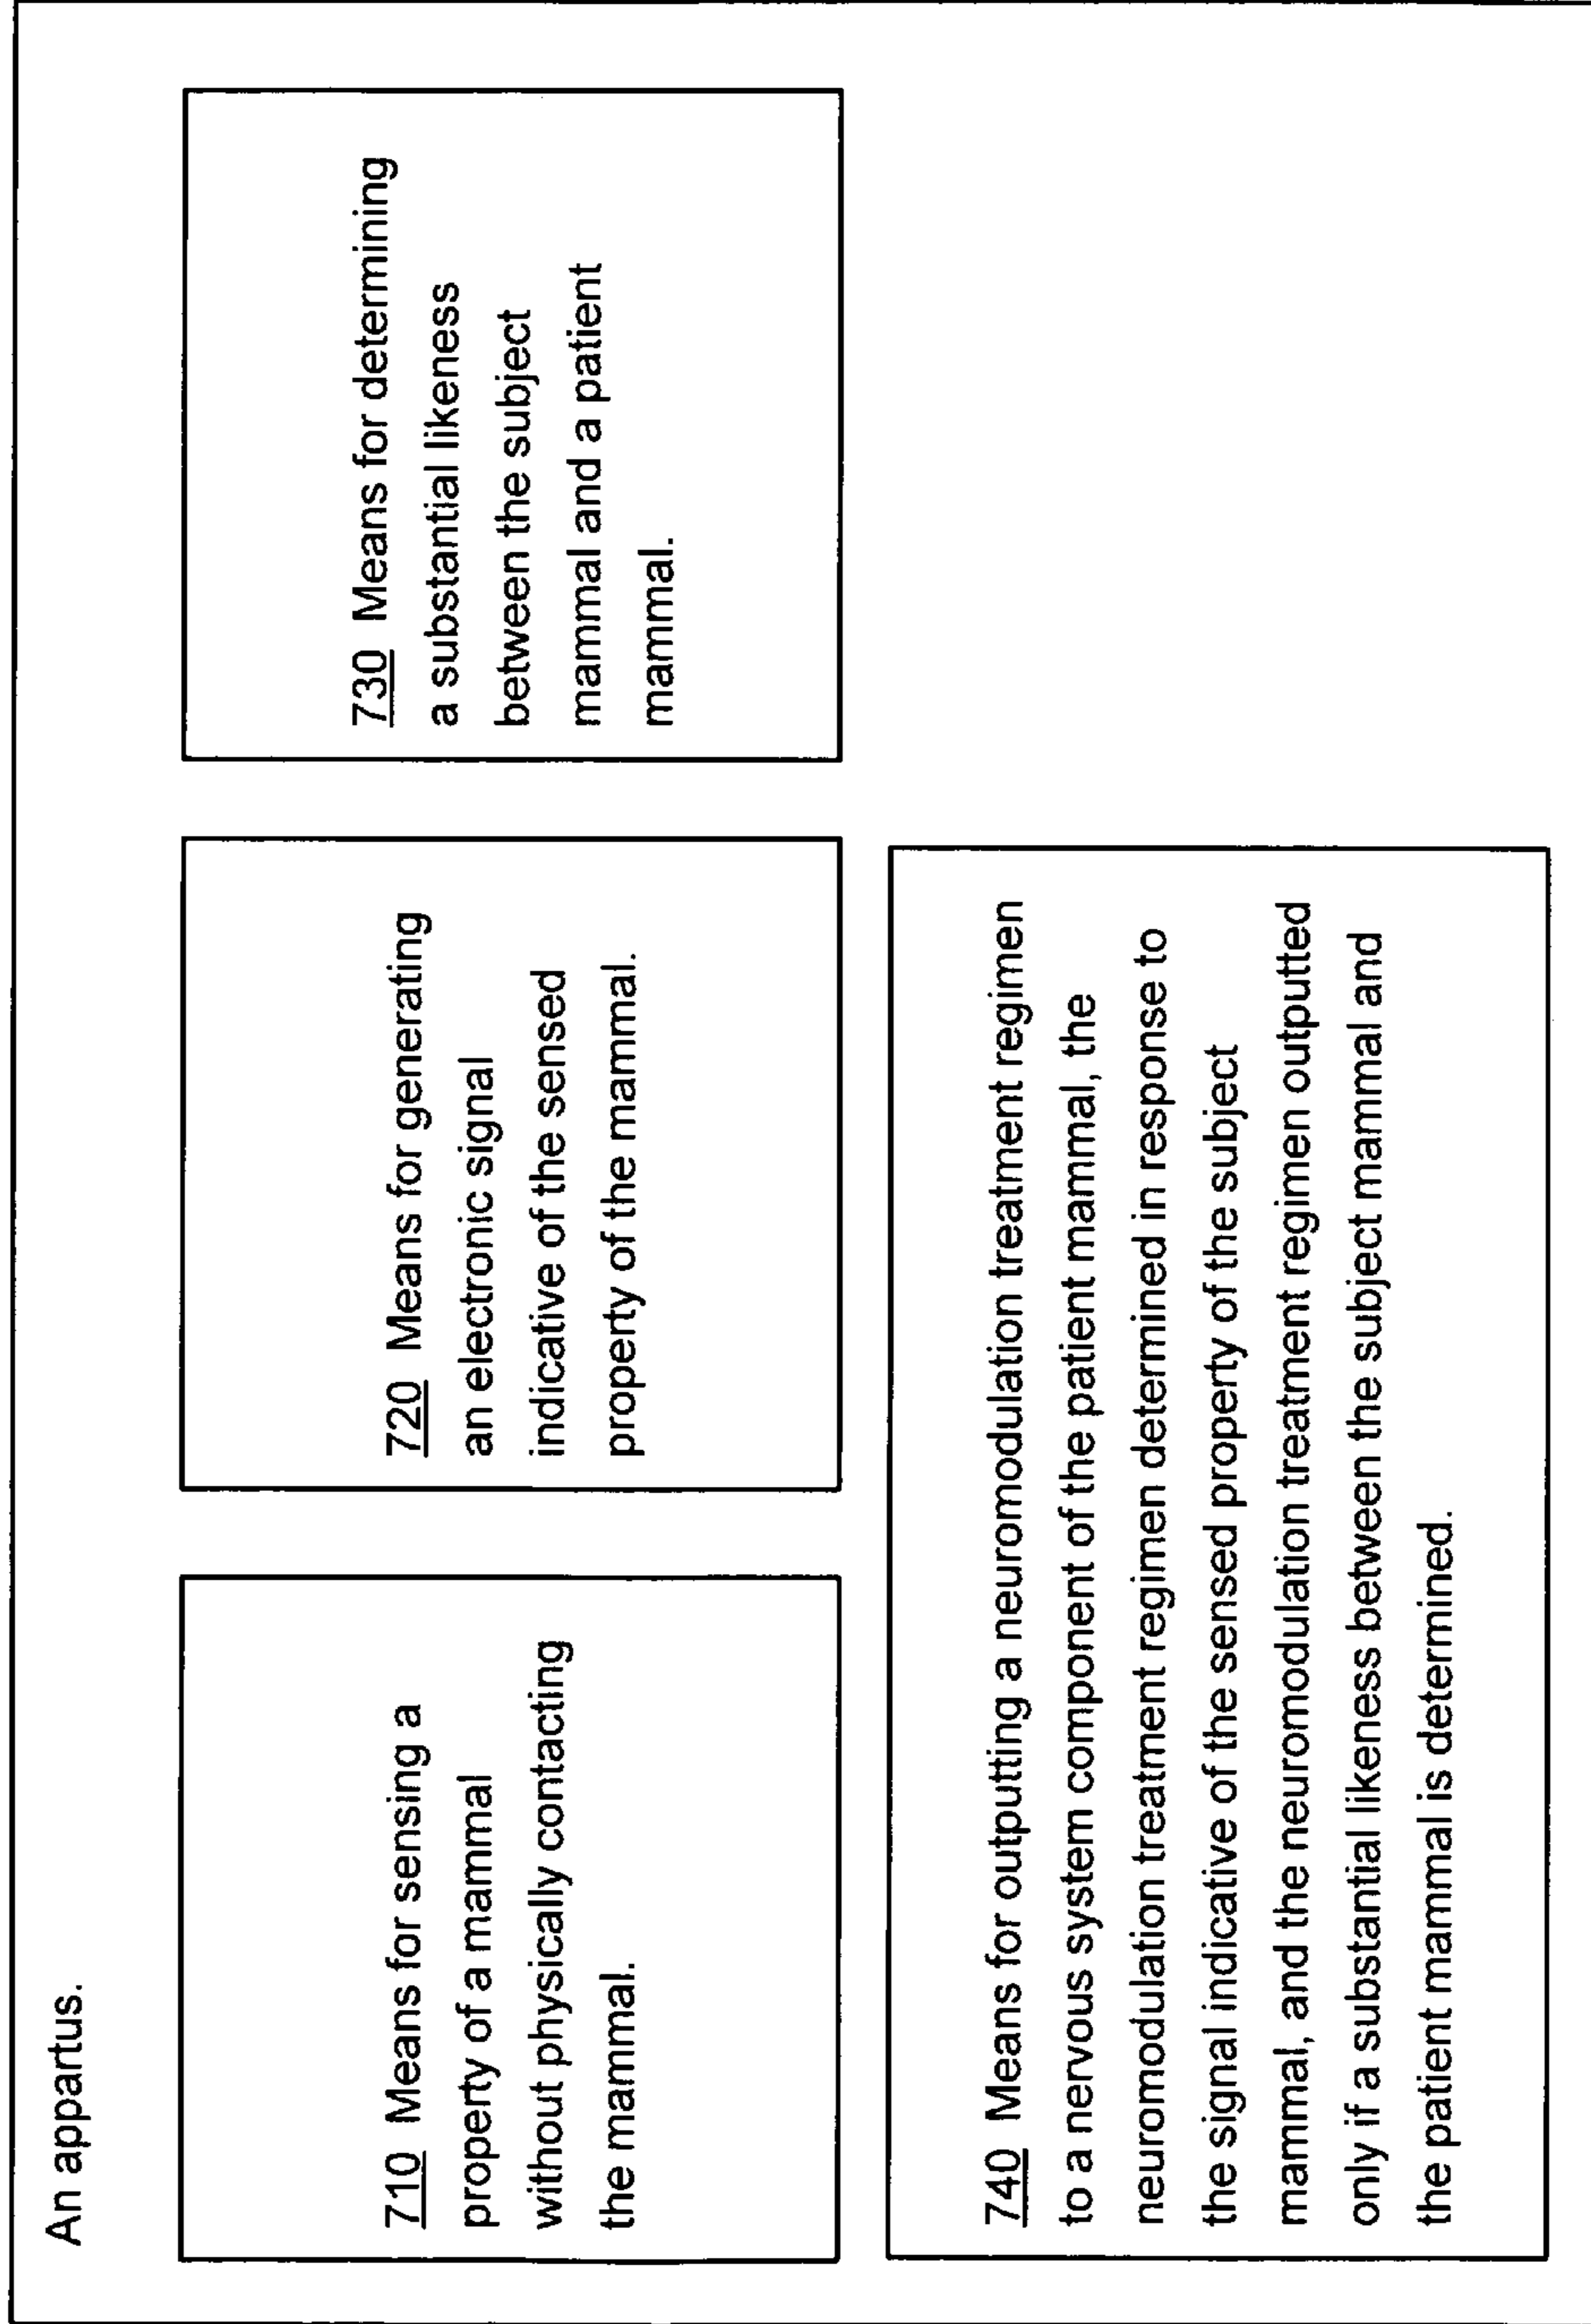 An appartus.
710 Means for sensing a
property of a mammal
without physically contacting
the mammal.
720 Means for generating
an electronic signal
indicative of the sensed
property of the mammal.
730 Means for determining
a substantial likeness
between the subject
mammal and a patient
mammal.
740 Means for outputting a neuromodulation treatment regimen
to a nervous system component of the patient mammal, the
neuromodulation treatment regimen determined in response to
the signal indicative of the sensed property of the subject
mammal, and the neuromodulation treatment regimen outputted
only if a substantial likeness between the subject mammal and
the patient mammal is determined.